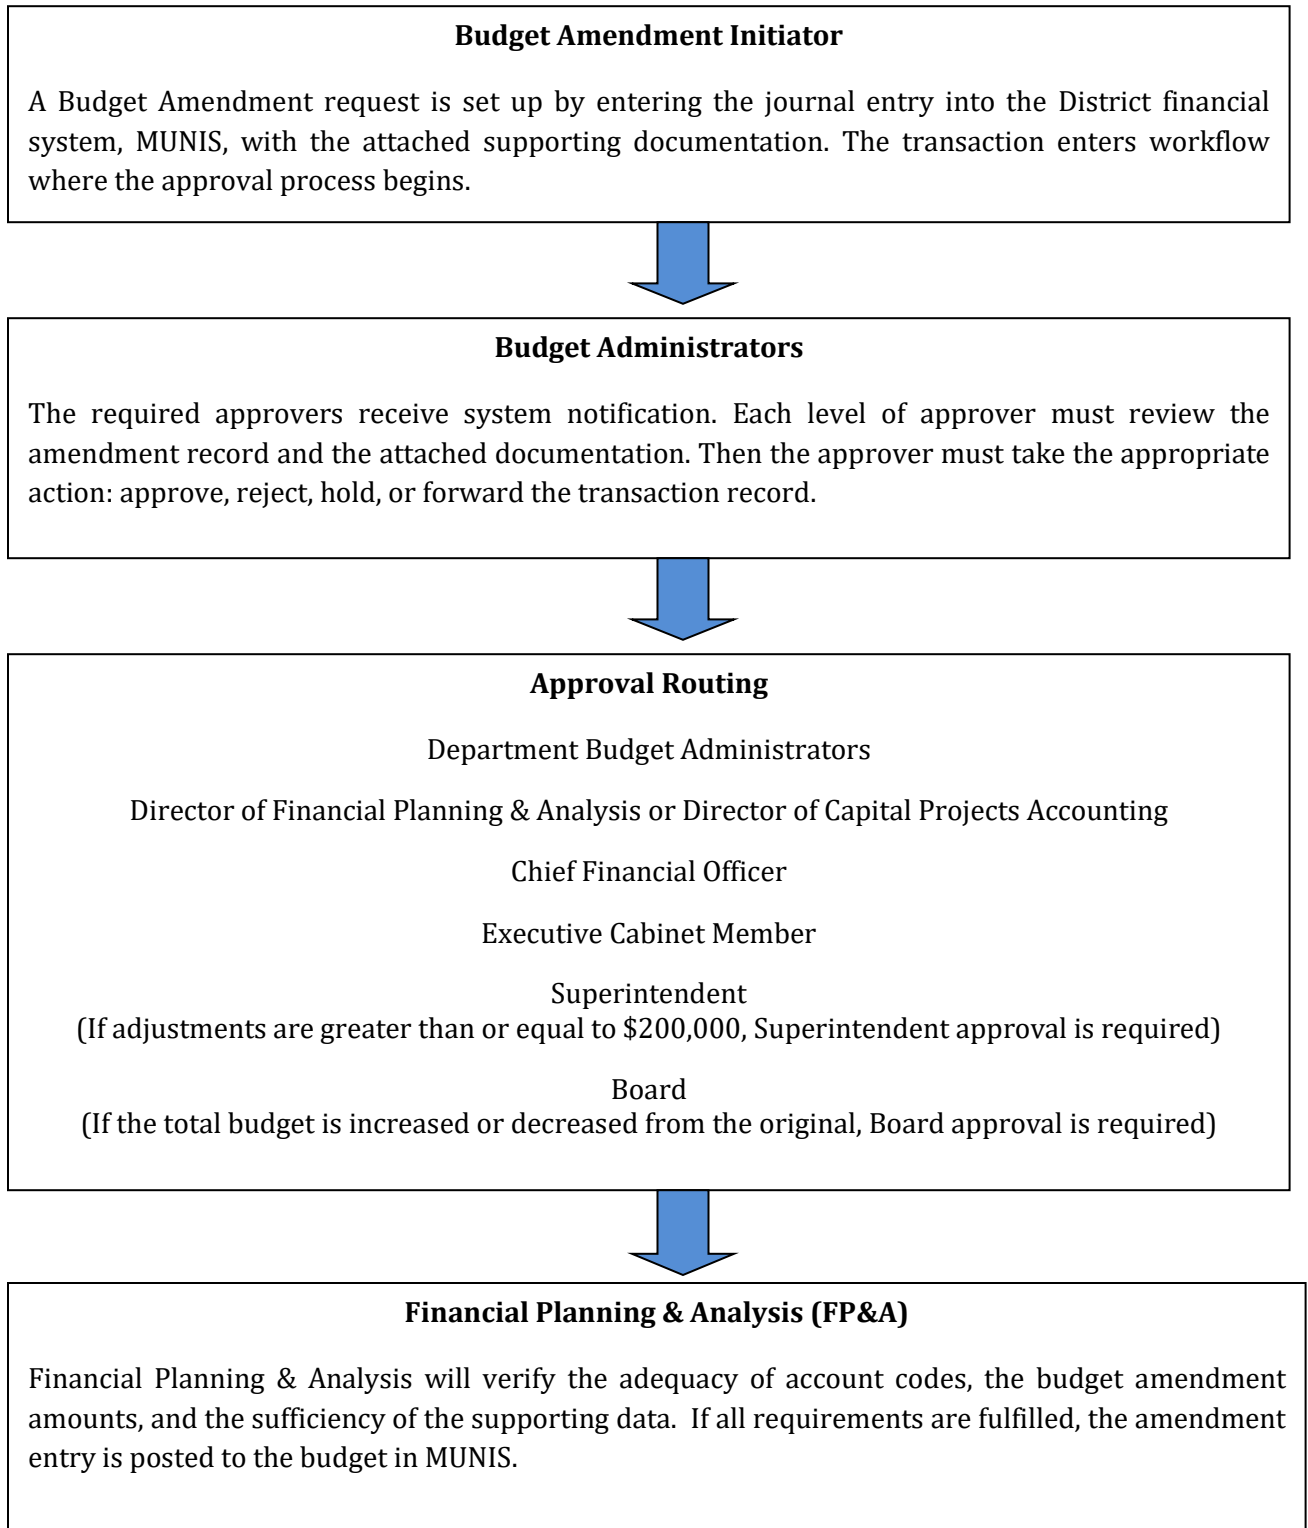 Budget Amendment Initiator
A Budget Amendment request is set up by entering the journal entry into the District financial
system, MUNIS, with the attached supporting documentation. The transaction enters workflow
where the approval process begins.
Budget Administrators
The required approvers receive system notification. Each level of approver must review the
amendment record and the attached documentation. Then the approver must take the appropriate
action: approve, reject, hold, or forward the transaction record.
Approval Routing
Department Budget Administrators
Director of Financial Planning & Analysis or Director of Capital Projects Accounting
Chief Financial Officer
Executive Cabinet Member
Superintendent
(If adjustments are greater than or equal to $200,000, Superintendent approval is required)
Board
(If the total budget is increased or decreased from the original, Board approval is required)
Financial Planning & Analysis (FP&A)
Financial Planning & Analysis will verify the adequacy of account codes, the budget amendment
amounts, and the sufficiency of the supporting data.  If all requirements are fulfilled, the amendment
entry is posted to the budget in MUNIS.